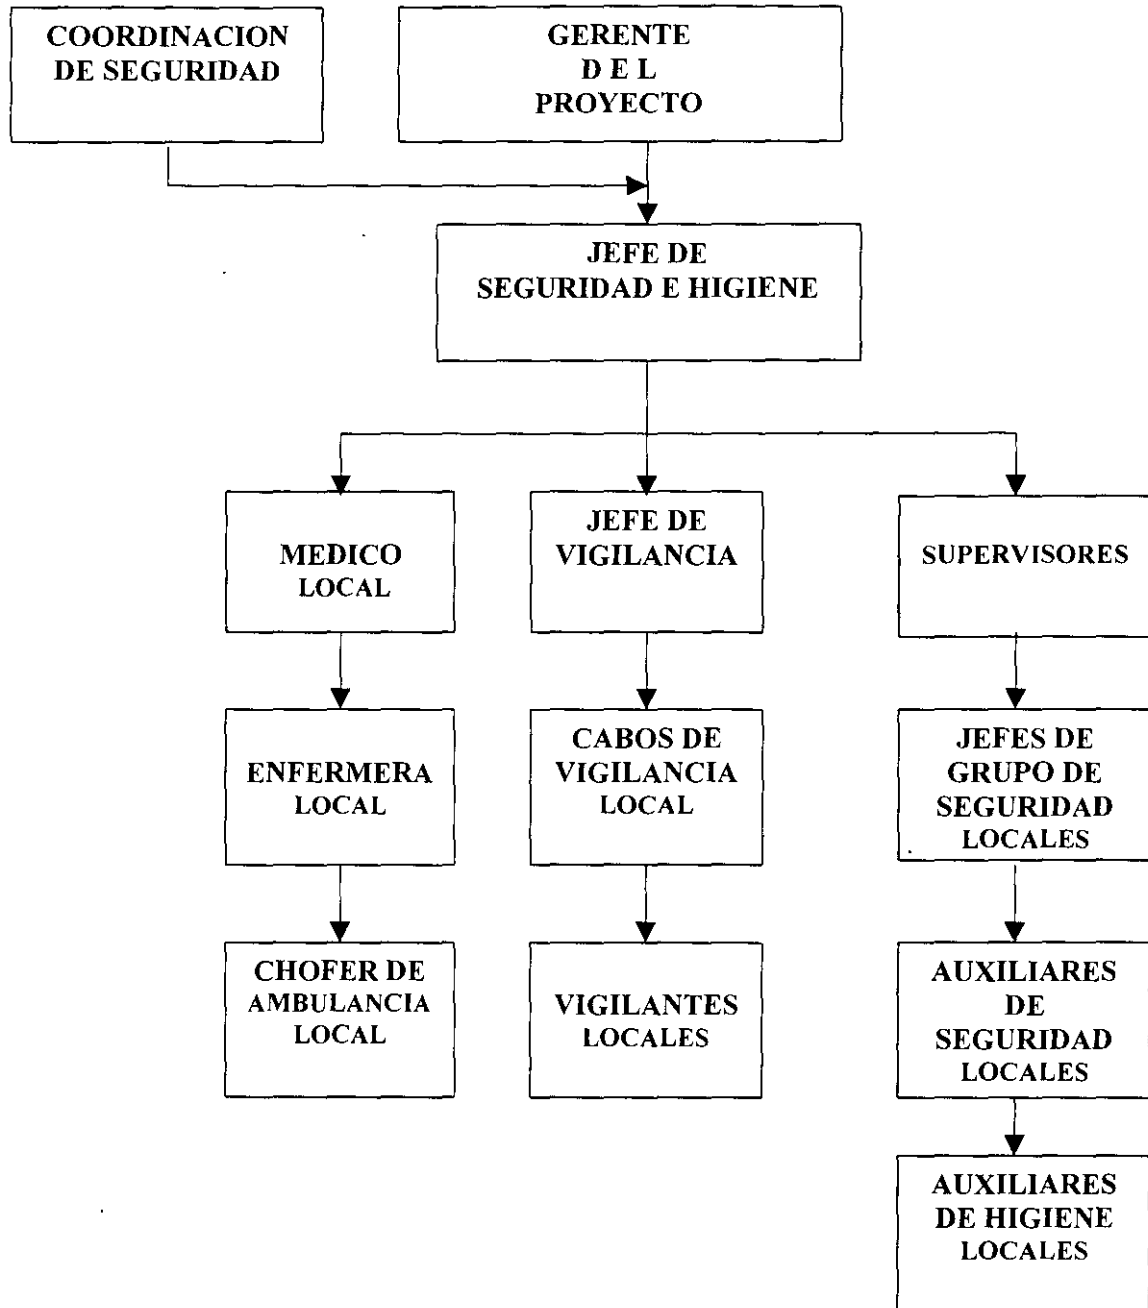 COORDINACION
DE SEGURIDAD
GERENTE
D E L
PROYECTO
JEFE DE
SEGURIDAD E HIGIENE
MEDICO
LOCAL
JEFE DE
VIGILANCIA
SUPERVISORES
ENFERMERA
LOCAL
CABOS DE
VIGILANCIA
LOCAL
JEFES DE
GRUPO DE
SEGURIDAD
LOCALES
CHOFER DE
AMBULANCIA
LOCAL
VIGILANTES
LOCALES
AUXILIARES
DE
SEGURIDAD
LOCALES
AUXILIARES
DE HIGIENE
LOCALES